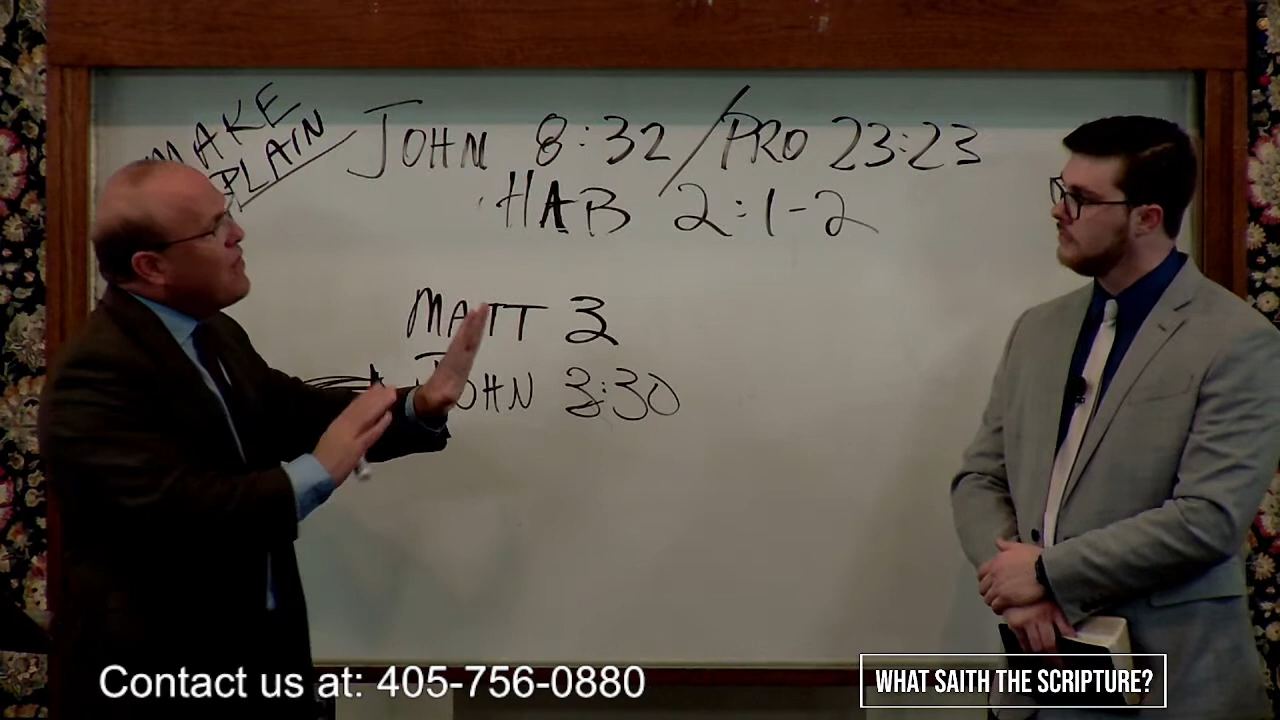 MAKE
PLAIN
JOHN 8:32/PRO 23:23
HAB 2:1-2
MATT 3
JOHN 3:30
Contact us at: 405-756-0880
WHAT SAITH THE SCRIPTURE?